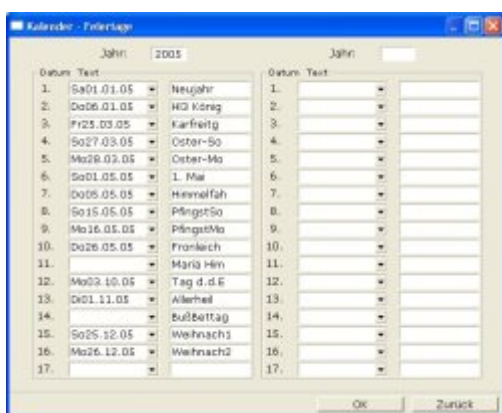 Kalender - Feiertage
Jahr: 2005 Jahr:
Datum Text Datum Text
1. Sa01.01.05 Neujahr 1.
2. Do06.01.05 Hlg König 2.
3. Fr25.03.05 Karfreitg 3.
4. So27.03.05 Oster-So 4.
5. Mo28.03.05 Oster-Mo 5.
6. So01.05.05 1. Mai 6.
7. Do05.05.05 Himmelfah 7.
8. So15.05.05 PfingstSo 8.
9. Mo16.05.05 PfingstMo 9.
10. Do26.05.05 Fronleich 10.
11. Maria Him 11.
12. Mo03.10.05 Tag d.d.E 12.
13. Di01.11.05 Allerheil 13.
14. BußBettag 14.
15. So25.12.05 Weihnach1 15.
16. Mo26.12.05 Weihnach2 16.
17. 17.
OK Zurück